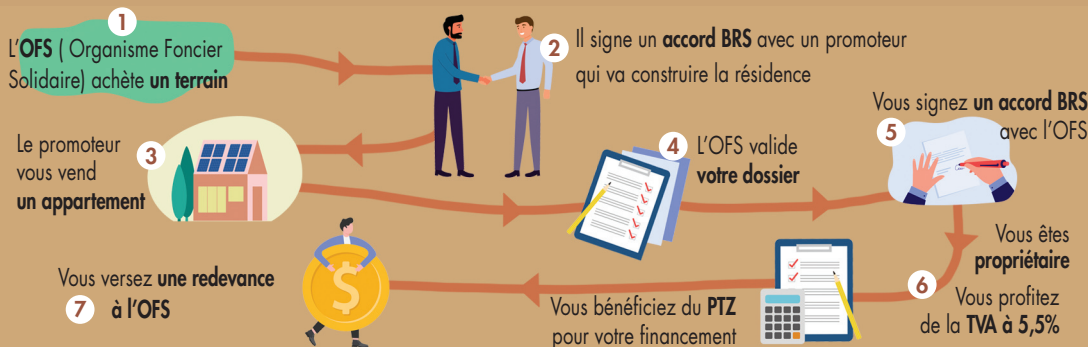 1
L'OFS ( Organisme Foncier
Solidaire) achète un terrain
2
Il signe un accord BRS avec un promoteur
qui va construire la résidence
3
Le promoteur
vous vend
un appartement
4
L'OFS valide
votre dossier
5
Vous signez un accord BRS
avec l'OFS
6
Vous êtes
propriétaire
Vous profitez
de la TVA à 5,5%
Vous bénéficiez du PTZ
pour votre financement
7
Vous versez une redevance
à l'OFS
$